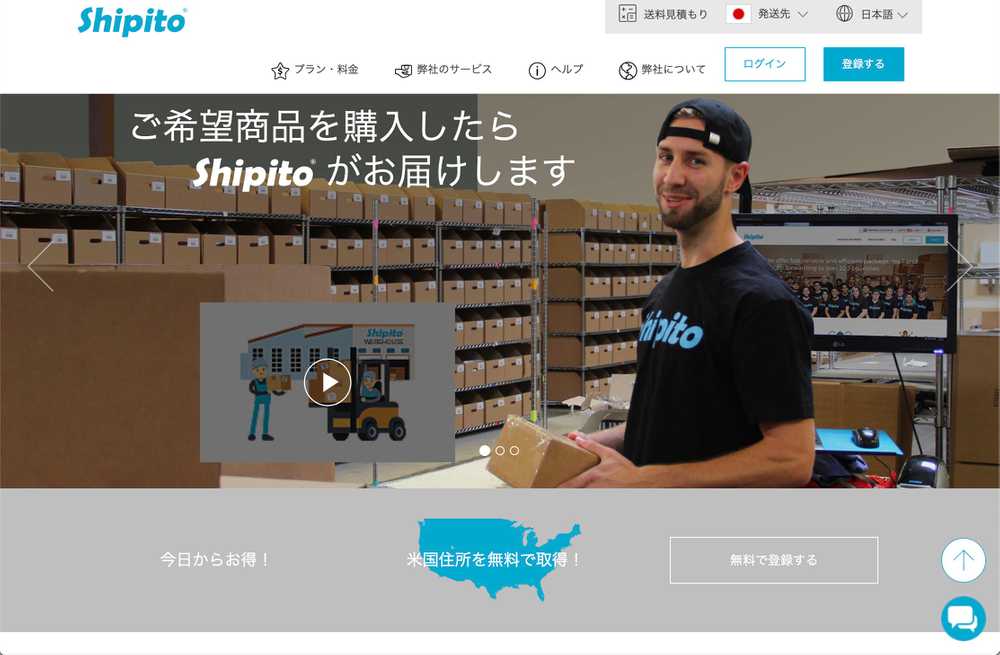 Shipito
送料見積もり
発送先
日本語
プラン・料金
弊社のサービス
ヘルプ
弊社について
ログイン
登録する
ご希望商品を購入したら
Shipito がお届けします
Shipito
WAREHOUSE
Shipito
Shipito
LG
今日からお得！
米国住所を無料で取得！
無料で登録する